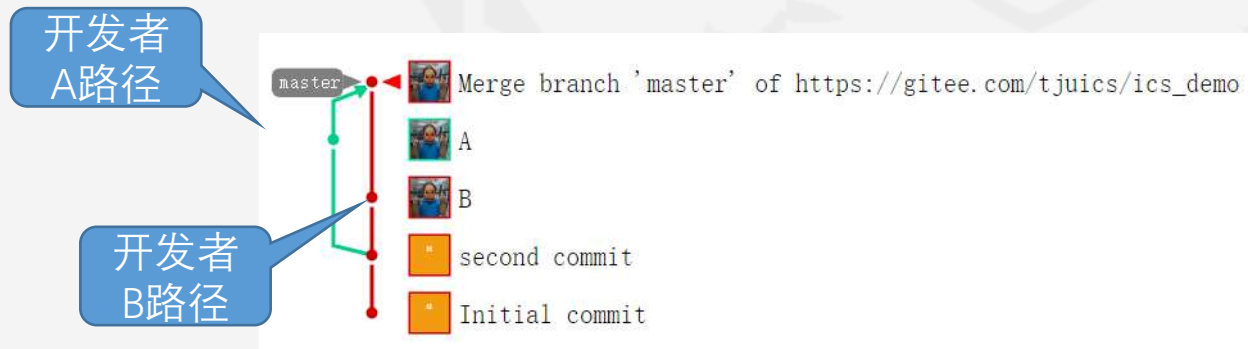 开发者
A路径
master
Merge branch 'master' of https://gitee.com/tjuics/ics_demo
A
B
开发者
B路径
second commit
Initial commit